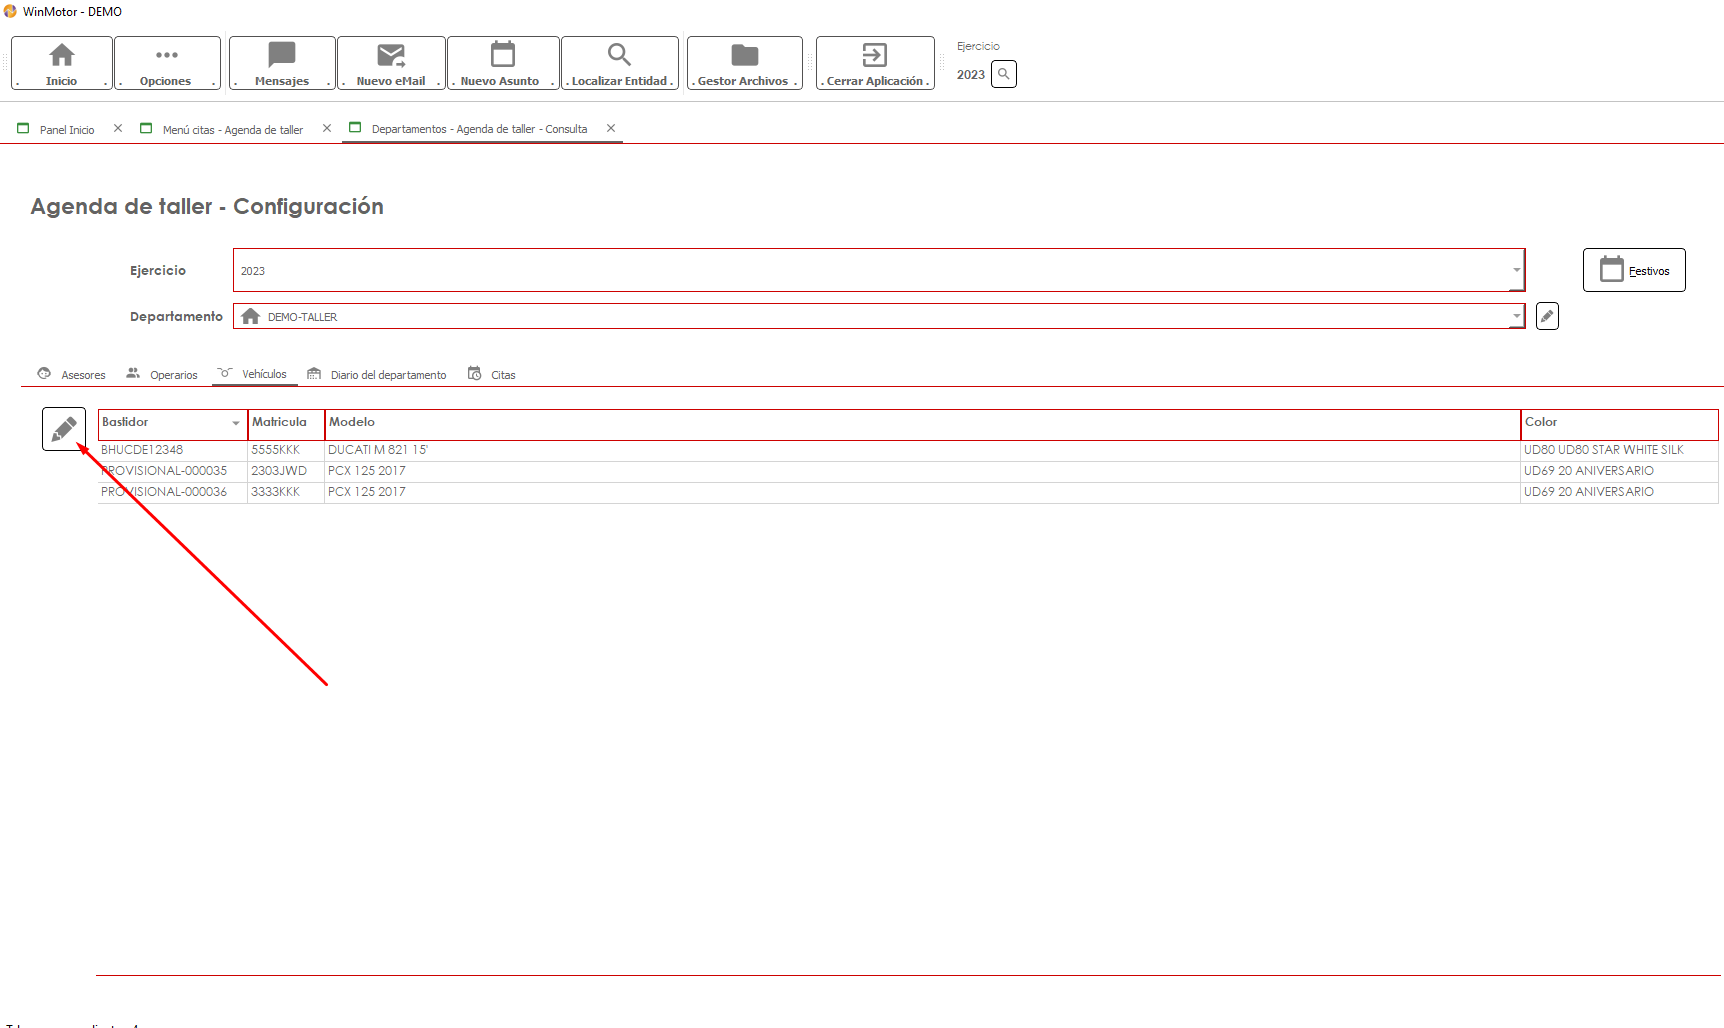 WinMotor - DEMO
. Inicio . . Opciones . . Mensajes . . Nuevo eMail . . Nuevo Asunto . . Localizar Entidad . . Gestor Archivos . . Cerrar Aplicación .
Ejercicio
2023
Panel Inicio Menú citas - Agenda de taller Departamentos - Agenda de taller - Consulta
Agenda de taller - Configuración
Ejercicio 2023 Festivos
Departamento DEMO-TALLER
Asesores Operarios Vehículos Diario del departamento Citas
Bastidor Matricula Modelo Color
BHUCDE12348 5555KKK DUCATI M 821 15' UD80 UD80 STAR WHITE SILK
PROVISIONAL-000035 2303JWD PCX 125 2017 UD69 20 ANIVERSARIO
PROVISIONAL-000036 3333KKK PCX 125 2017 UD69 20 ANIVERSARIO